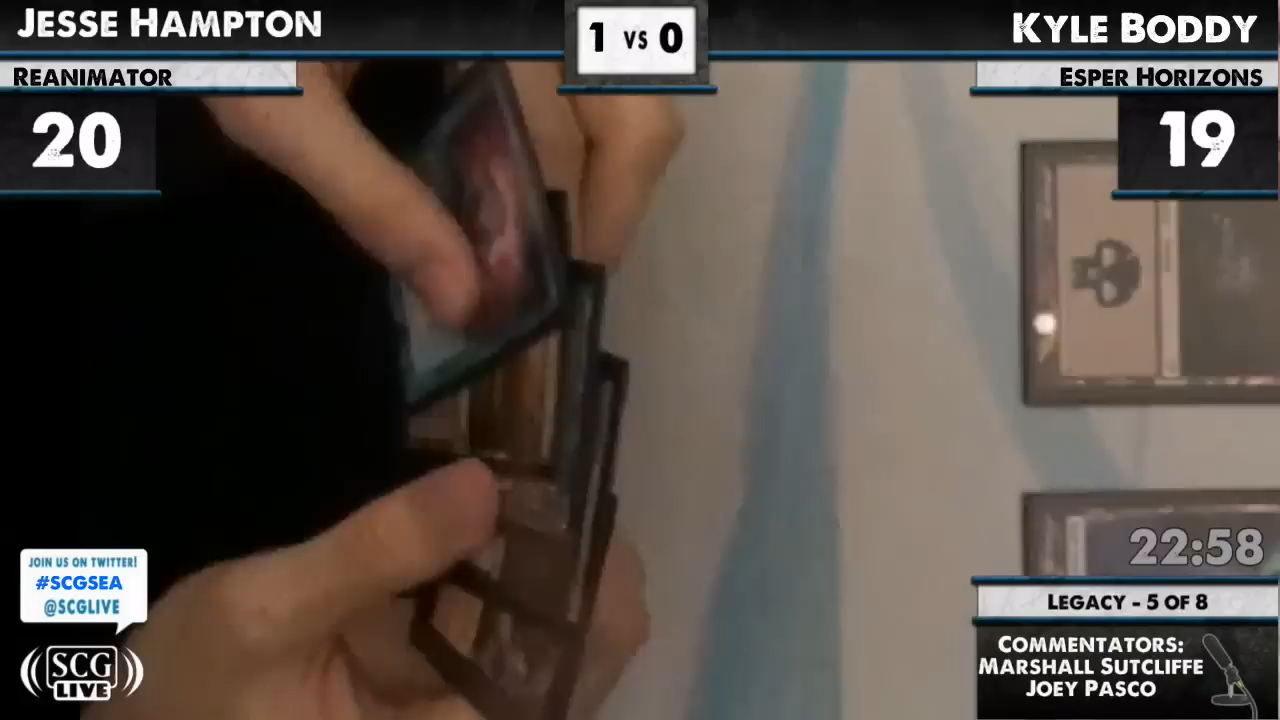 JESSE HAMPTON
1 VS 0
KYLE BODDY
REANIMATOR
ESPER HORIZONS
20
19
22:58
JOIN US ON TWITTER!
#SCGSEA
@SCGLIVE
LEGACY - 5 OF 8
COMMENTATORS:
MARSHALL SUTCLIFFE
JOEY PASCO
SCG
LIVE